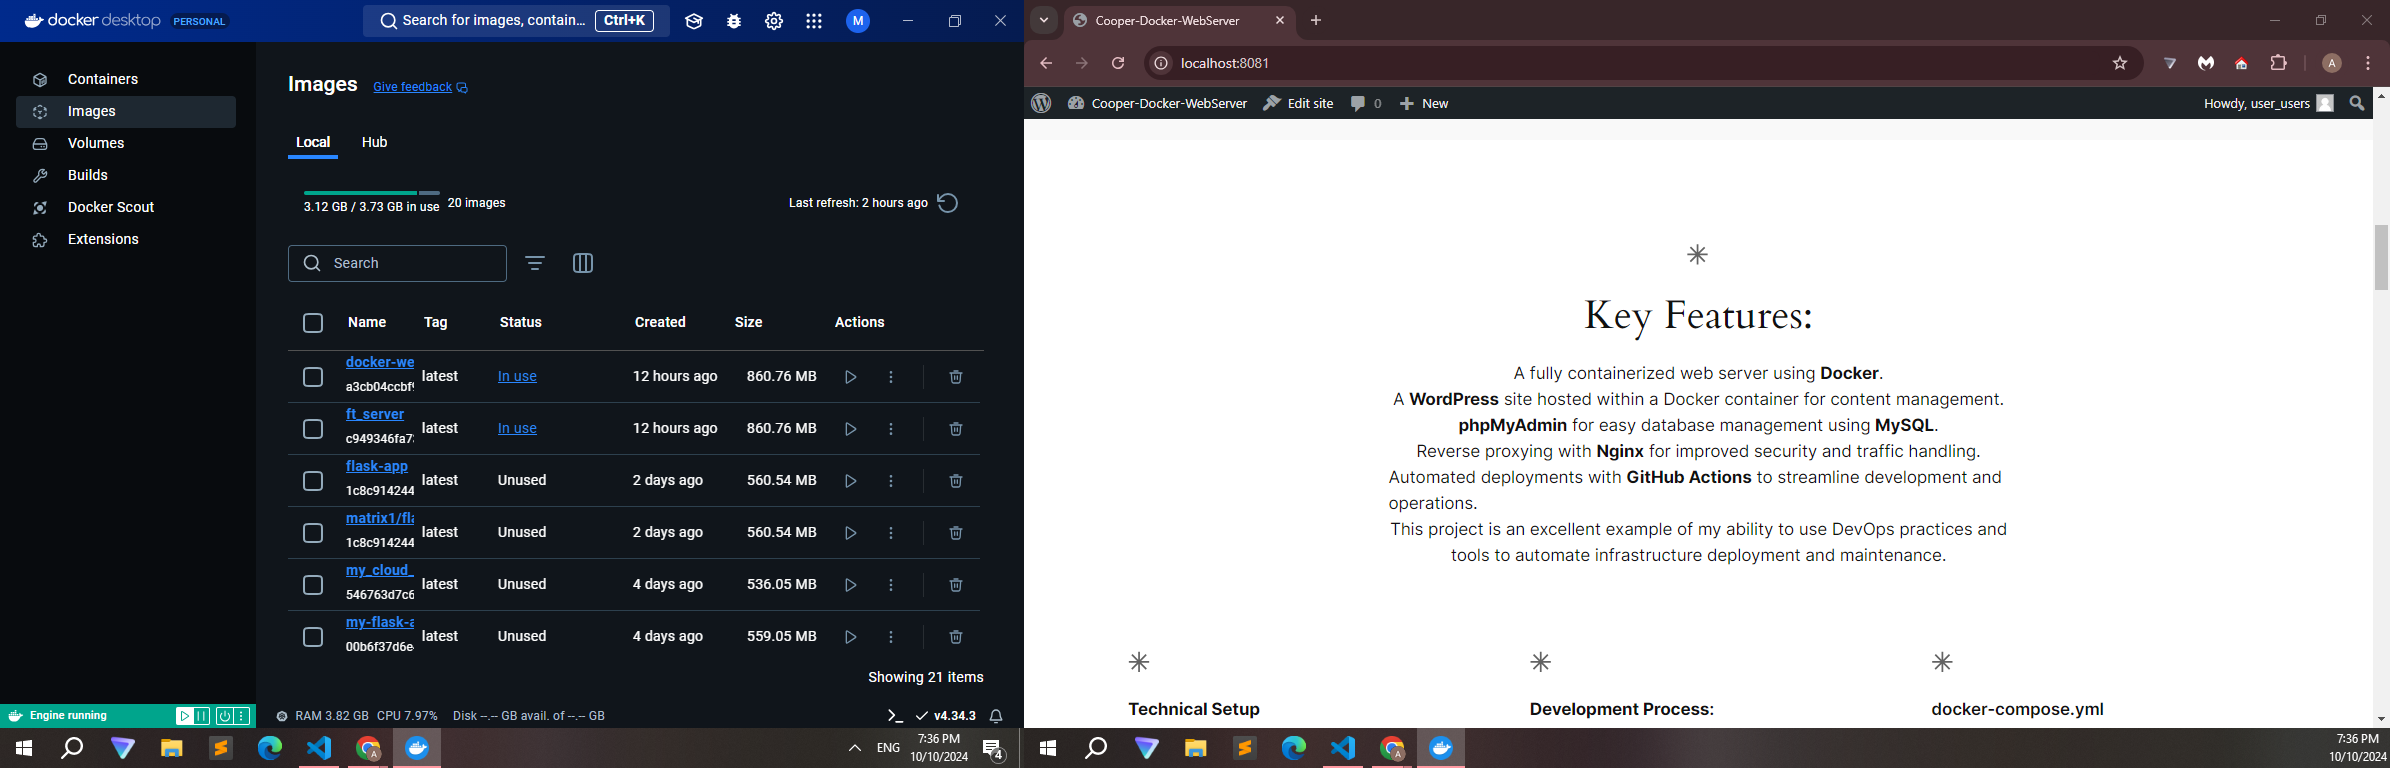 docker desktop PERSONAL
Search for images, contain... Ctrl+K
M
Containers
Images
Volumes
Builds
Docker Scout
Extensions
Images Give feedback
Local Hub
3.12 GB / 3.73 GB in use 20 images
Last refresh: 2 hours ago
Search
Name Tag Status Created Size Actions
docker-we
a3cb04ccbf9 latest In use 12 hours ago 860.76 MB
ft_server
c949346fa7 latest In use 12 hours ago 860.76 MB
flask-app
1c8c914244 latest Unused 2 days ago 560.54 MB
matrix1/fla
1c8c914244 latest Unused 2 days ago 560.54 MB
my_cloud_
546763d7c6 latest Unused 4 days ago 536.05 MB
my-flask-a
00b6f37d6e latest Unused 4 days ago 559.05 MB
Showing 21 items
Engine running
RAM 3.82 GB CPU 7.97% Disk --.-- GB avail. of --.-- GB
v4.34.3
A
ENG
7:36 PM
10/10/2024
4
Cooper-Docker-WebServer
localhost:8081
A
Cooper-Docker-WebServer Edit site 0 New
Howdy, user_users
Key Features:
A fully containerized web server using Docker.
A WordPress site hosted within a Docker container for content management.
phpMyAdmin for easy database management using MySQL.
Reverse proxying with Nginx for improved security and traffic handling.
Automated deployments with GitHub Actions to streamline development and
operations.
This project is an excellent example of my ability to use DevOps practices and
tools to automate infrastructure deployment and maintenance.
Technical Setup
Development Process:
docker-compose.yml
A
7:36 PM
10/10/2024